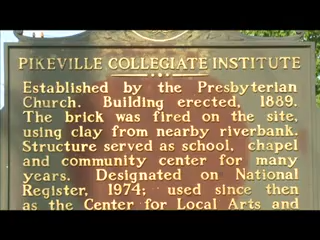 PIKEVILLE COLLEGIATE INSTITUTE
Established by the Presbyterian
Church. Building erected, 1889.
The brick was fired on the site,
using clay from nearby riverbank.
Structure served as school, chapel
and community center for many
years. Designated on National
Register, 1974; used since then
as the Center for Local Arts and